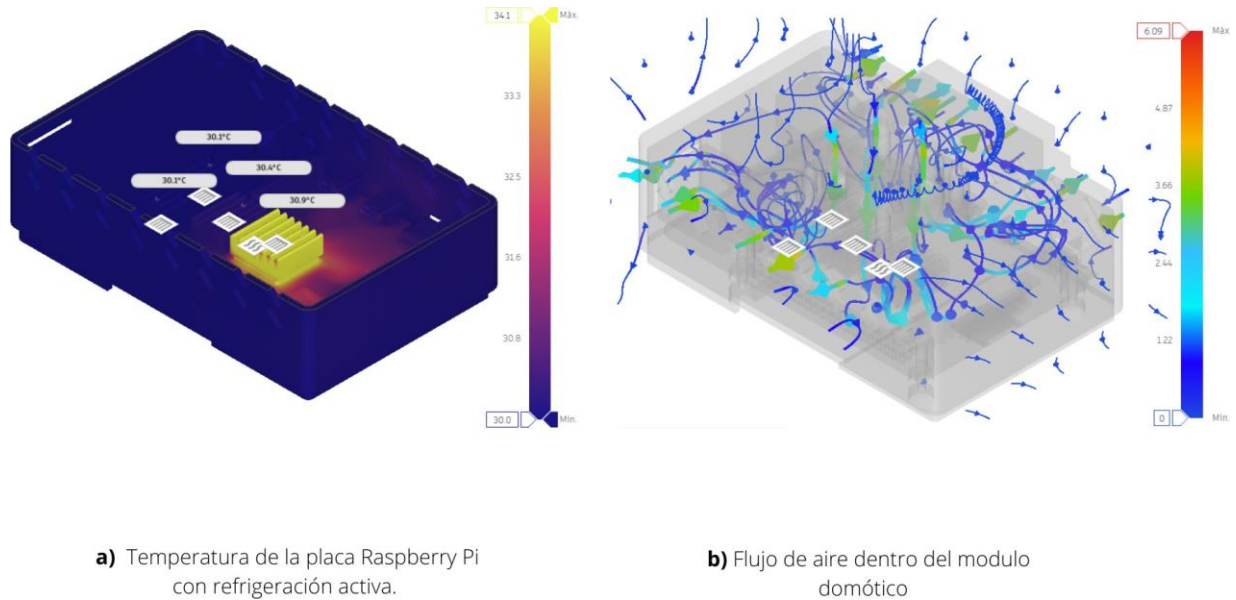 34.1
Máx.
33.3
32.5
31.6
30.8
30.0
Mín.
30.1°C
30.4°C
30.1°C
30.9°C
6.09
Máx
4.87
3.66
2.44
1.22
0
Mín.
a) Temperatura de la placa Raspberry Pi
con refrigeración activa.
b) Flujo de aire dentro del modulo
domótico